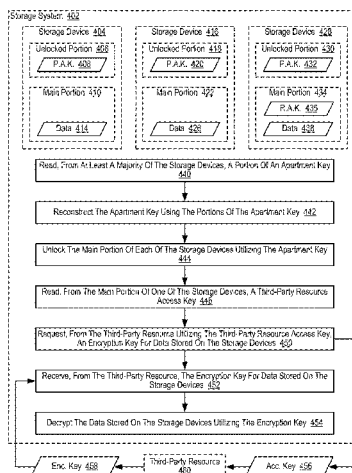 Storage System 402
Storage Device 404
Storage Device 416
Storage Device 428
Unlocked Portion 406
Unlocked Portion 418
Unlocked Portion 430
P.A.K. 408
P.A.K. 420
P.A.K. 432
Main Portion 410
Main Portion 422
Main Portion 434
P.A.K. 435
Data 414
Data 426
Data 438
Read, From At Least A Majority Of The Storage Devices, A Portion Of An Apartment Key
440
Reconstruct The Apartment Key Using The Portions Of The Apartment Key 442
Unlock The Main Portion Of Each Of The Storage Devices Utilizing The Apartment Key
444
Read, From The Main Portion Of One Of The Storage Devices, A Third-Party Resource
Access Key 446
Request, From The Third-Party Resource Utilizing The Third-Party Resource Access Key,
An Encryption Key For Data Stored On The Storage Devices 450
Receive, From The Third-Party Resource, The Encryption Key For Data Stored On The
Storage Devices 452
Decrypt The Data Stored On The Storage Devices Utilizing The Encryption Key 454
Enc. Key 458
Third-Party Resource
460
Acc. Key 456